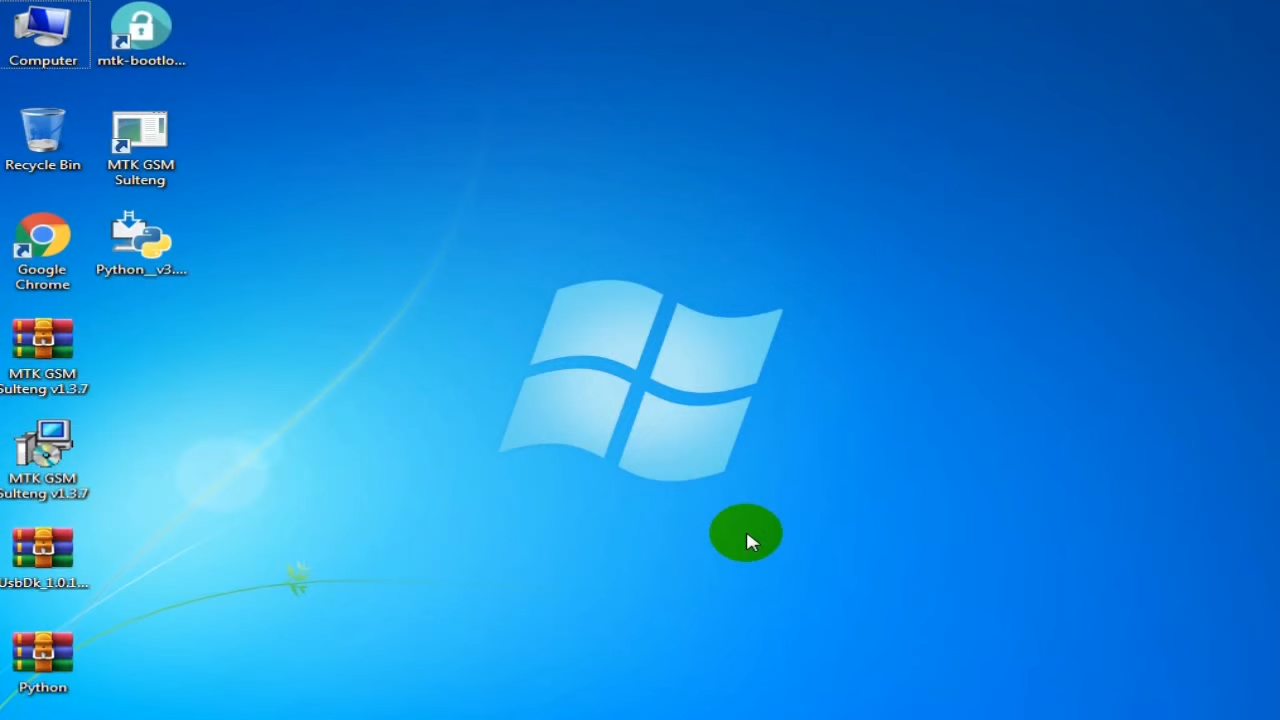 Computer
mtk-bootlo...
Recycle Bin
MTK GSM
Sulteng
Google
Chrome
Python__v3....
MTK GSM
Sulteng v1.3.7
MTK GSM
Sulteng v1.3.7
UsbDk_1.0.1...
Python